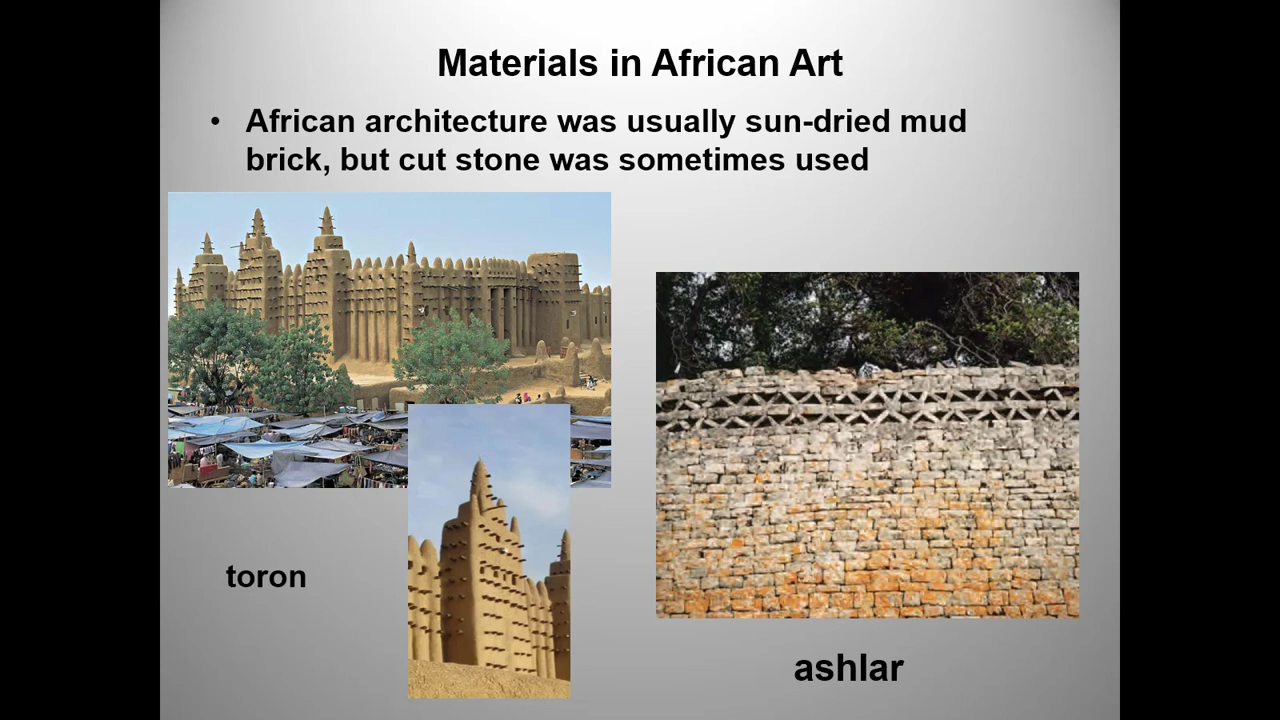 Materials in African Art
• African architecture was usually sun-dried mud
brick, but cut stone was sometimes used
toron
ashlar